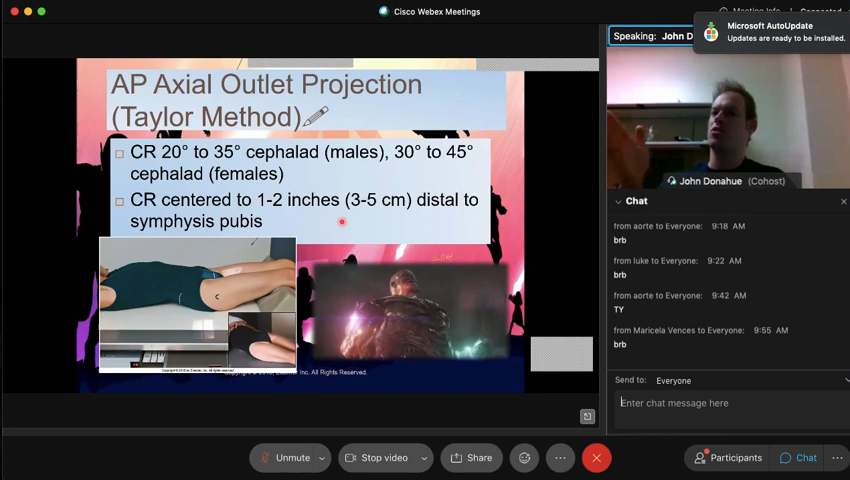 Cisco Webex Meetings
Microsoft AutoUpdate
Updates are ready to be installed.
Speaking: John D
AP Axial Outlet Projection
(Taylor Method)
CR 20° to 35° cephalad (males), 30° to 45°
cephalad (females)
CR centered to 1-2 inches (3-5 cm) distal to
symphysis pubis
All Rights Reserved.
John Donahue (Cohost)
Chat
from aorte to Everyone: 9:18 AM
brb
from luke to Everyone: 9:22 AM
brb
from aorte to Everyone: 9:42 AM
TY
from Maricela Vences to Everyone: 9:55 AM
brb
Send to: Everyone
Enter chat message here
Unmute
Stop video
Share
Participants
Chat